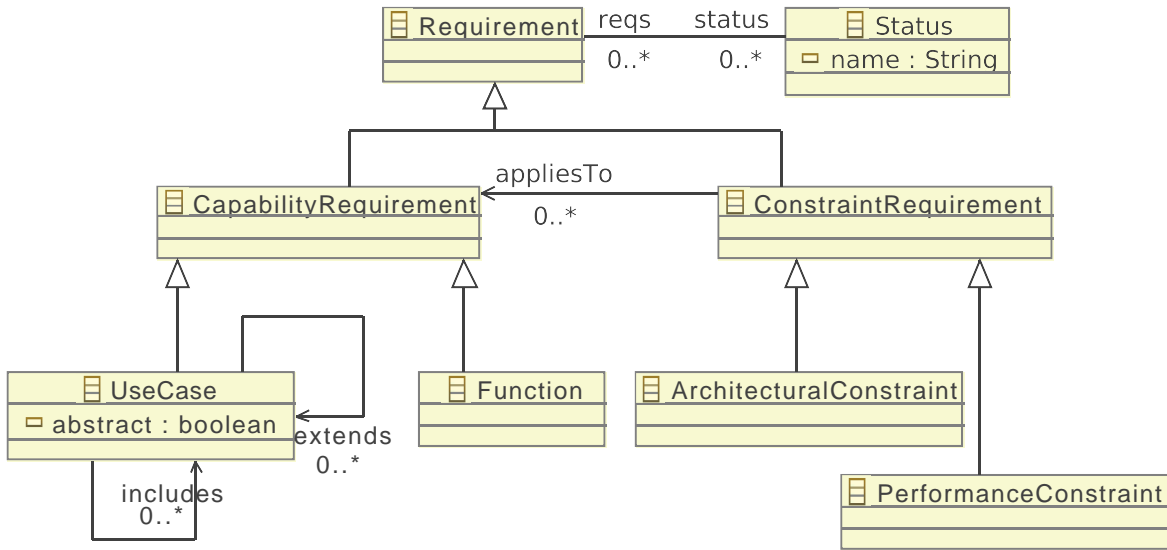 Requirement
reqs
status
Status
0..*
0..*
name : String
appliesTo
CapabilityRequirement
0..*
ConstraintRequirement
UseCase
abstract : boolean
extends
0..*
Function
ArchitecturalConstraint
includes
0..*
PerformanceConstraint